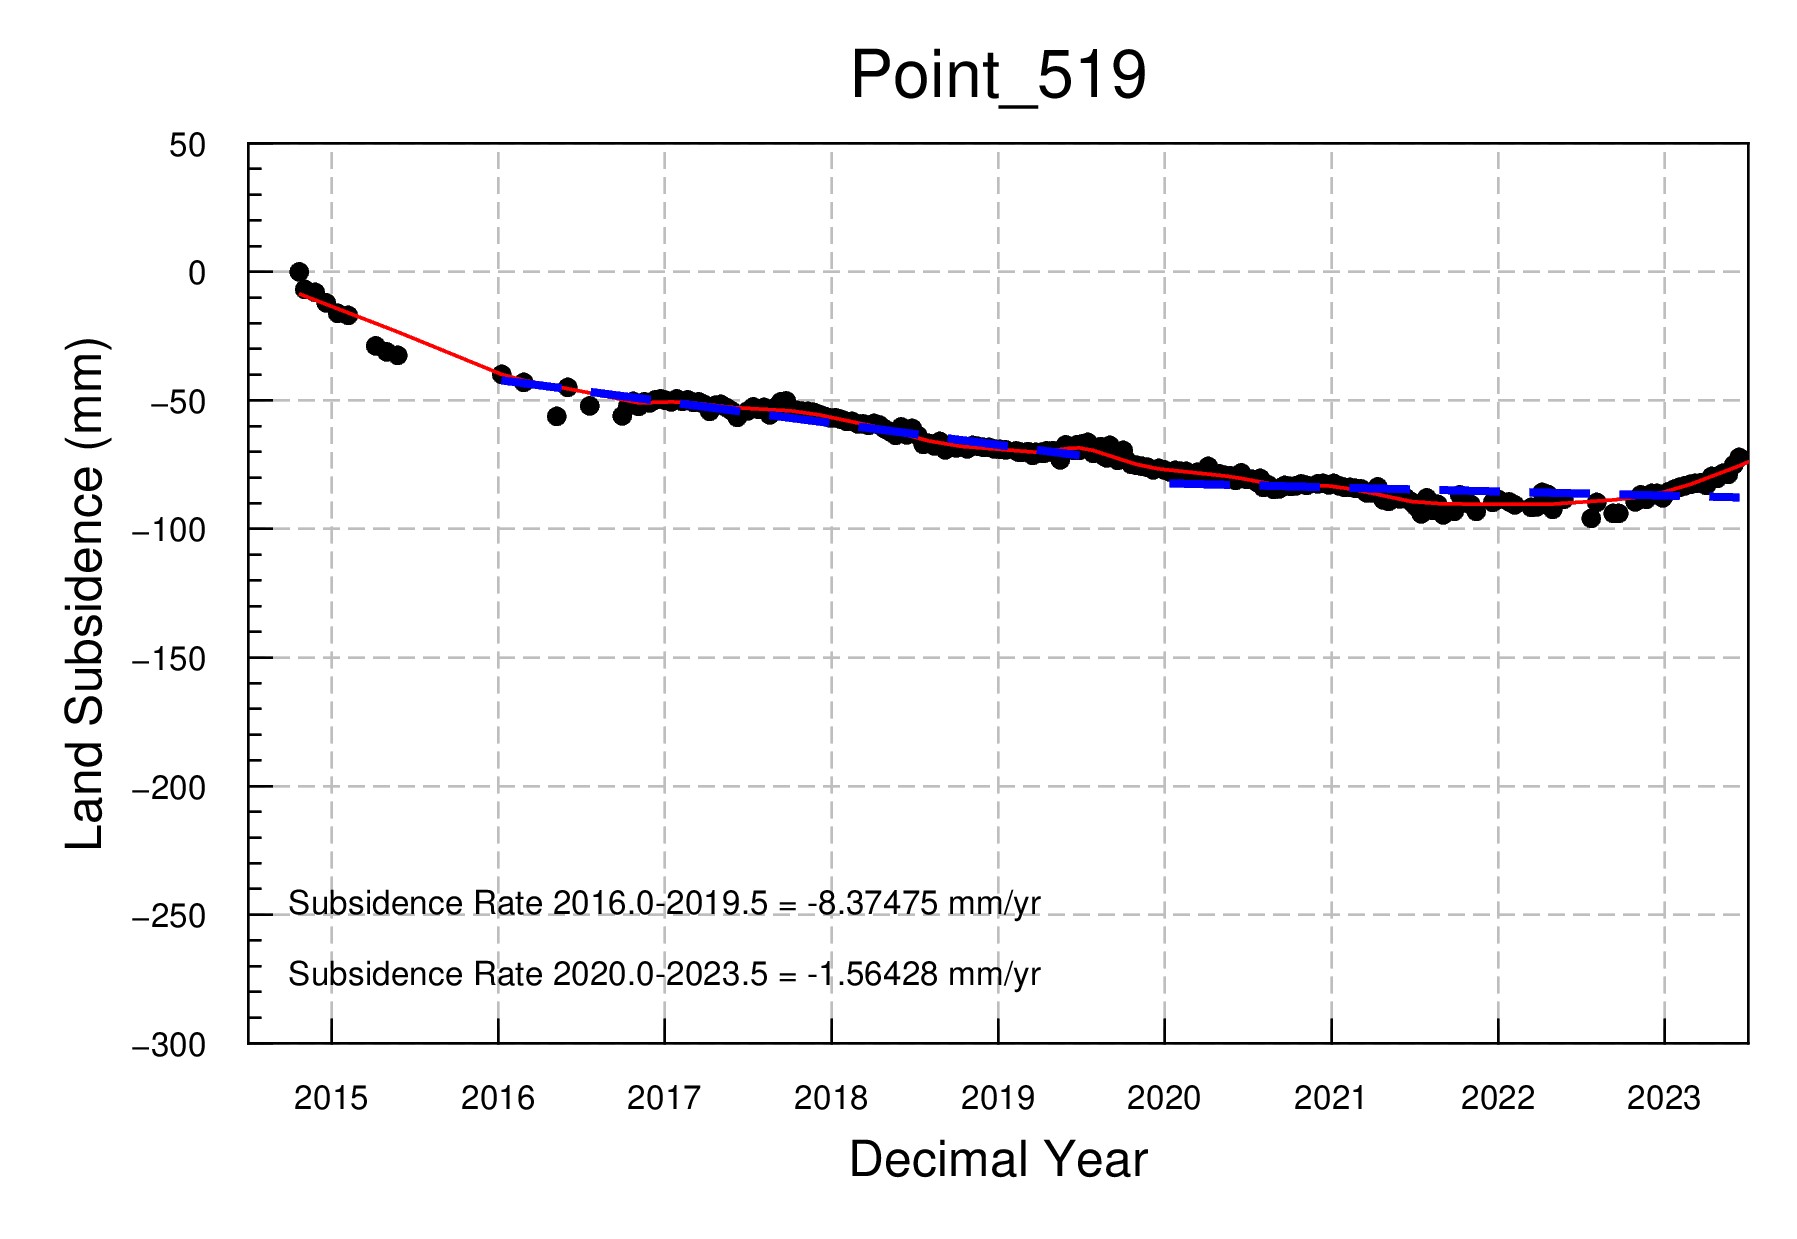 Point_519
50
0
−50
−100
−150
−200
−250
−300
Land Subsidence (mm)
Subsidence Rate 2016.0-2019.5 = -8.37475 mm/yr
Subsidence Rate 2020.0-2023.5 = -1.56428 mm/yr
2015 2016 2017 2018 2019 2020 2021 2022 2023
Decimal Year